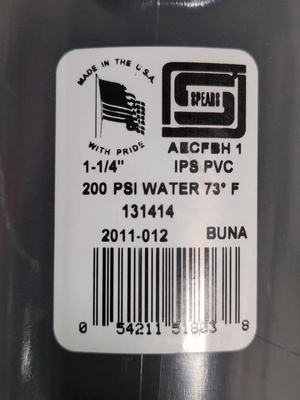 MADE IN THE U.S.A.
WITH PRIDE
SPEARS
AECFBH 1
1-1/4" IPS PVC
200 PSI WATER 73° F
131414
2011-012 BUNA
0 54211 51883 8